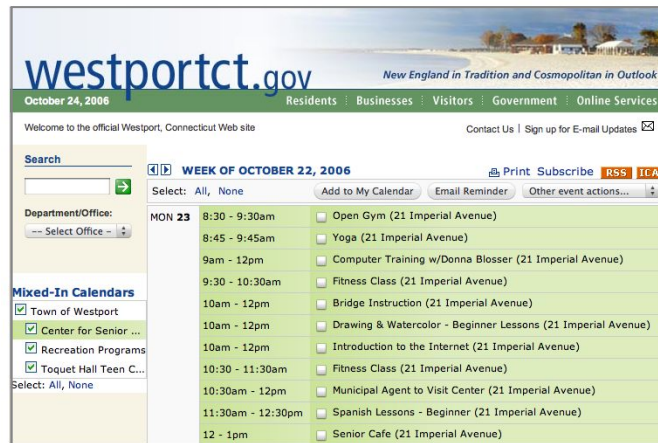 westportct.gov
New England in Tradition and Cosmopolitan in Outlook
October 24, 2006
Residents Businesses Visitors Government Online Services
Welcome to the official Westport, Connecticut Web site
Contact Us | Sign up for E-mail Updates
Search
Department/Office:
-- Select Office -
Mixed-In Calendars
Town of Westport
Center for Senior ...
Recreation Programs
Toquet Hall Teen C...
Select: All, None
WEEK OF OCTOBER 22, 2006
Print Subscribe RSS ICA
Select: All, None
Add to My Calendar Email Reminder Other event actions...
MON 23
8:30 - 9:30am Open Gym (21 Imperial Avenue)
8:45 - 9:45am Yoga (21 Imperial Avenue)
9am - 12pm Computer Training w/Donna Blosser (21 Imperial Avenue)
9:30 - 10:30am Fitness Class (21 Imperial Avenue)
10am - 12pm Bridge Instruction (21 Imperial Avenue)
10am - 12pm Drawing & Watercolor - Beginner Lessons (21 Imperial Avenue)
10am - 12pm Introduction to the Internet (21 Imperial Avenue)
10:30 - 11:30am Fitness Class (21 Imperial Avenue)
10:30am - 12pm Municipal Agent to Visit Center (21 Imperial Avenue)
11:30am - 12:30pm Spanish Lessons - Beginner (21 Imperial Avenue)
12 - 1pm Senior Cafe (21 Imperial Avenue)